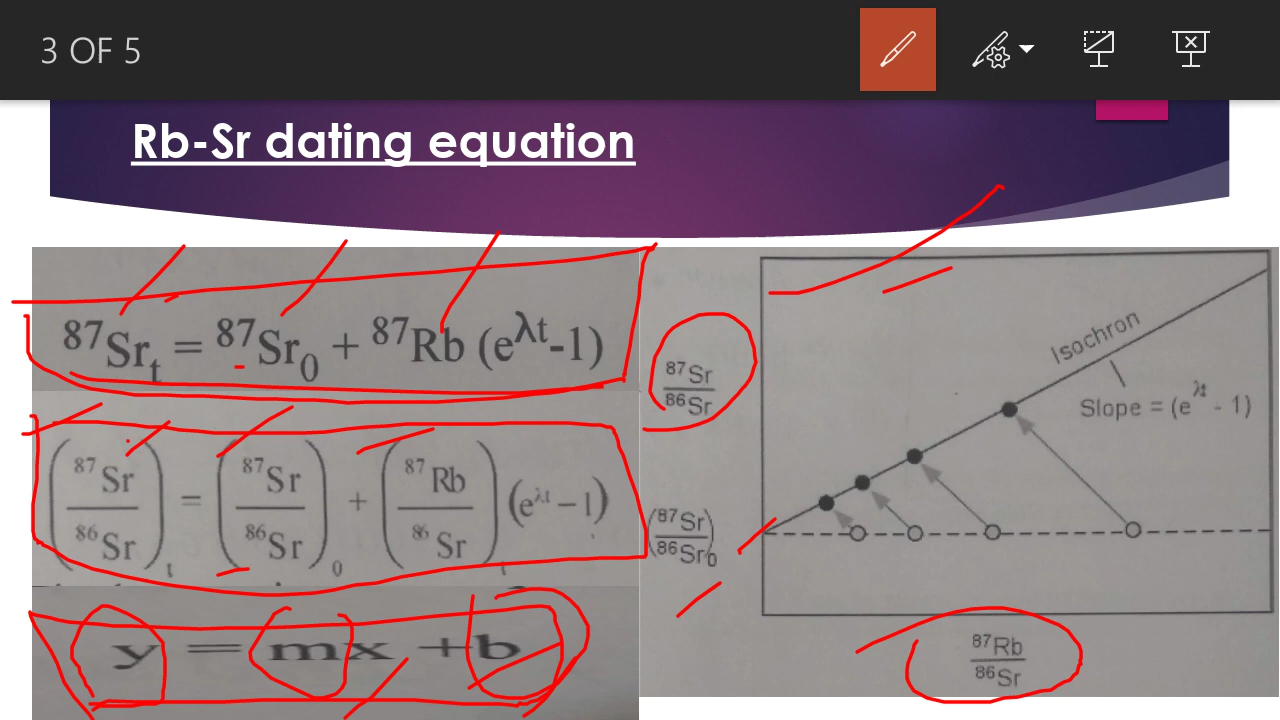 3 OF 5
Rb-Sr dating equation
⁸⁷Srₜ = ⁸⁷Sr₀ + ⁸⁷Rb (e^λt-1)
(⁸⁷Sr/⁸⁶Sr)ₜ = (⁸⁷Sr/⁸⁶Sr)₀ + (⁸⁷Rb/⁸⁶Sr)ₜ (e^λt – 1)
y = mx + b
⁸⁷Sr/⁸⁶Sr
Isochron
Slope = (e^λt - 1)
(⁸⁷Sr/⁸⁶Sr)₀
⁸⁷Rb/⁸⁶Sr